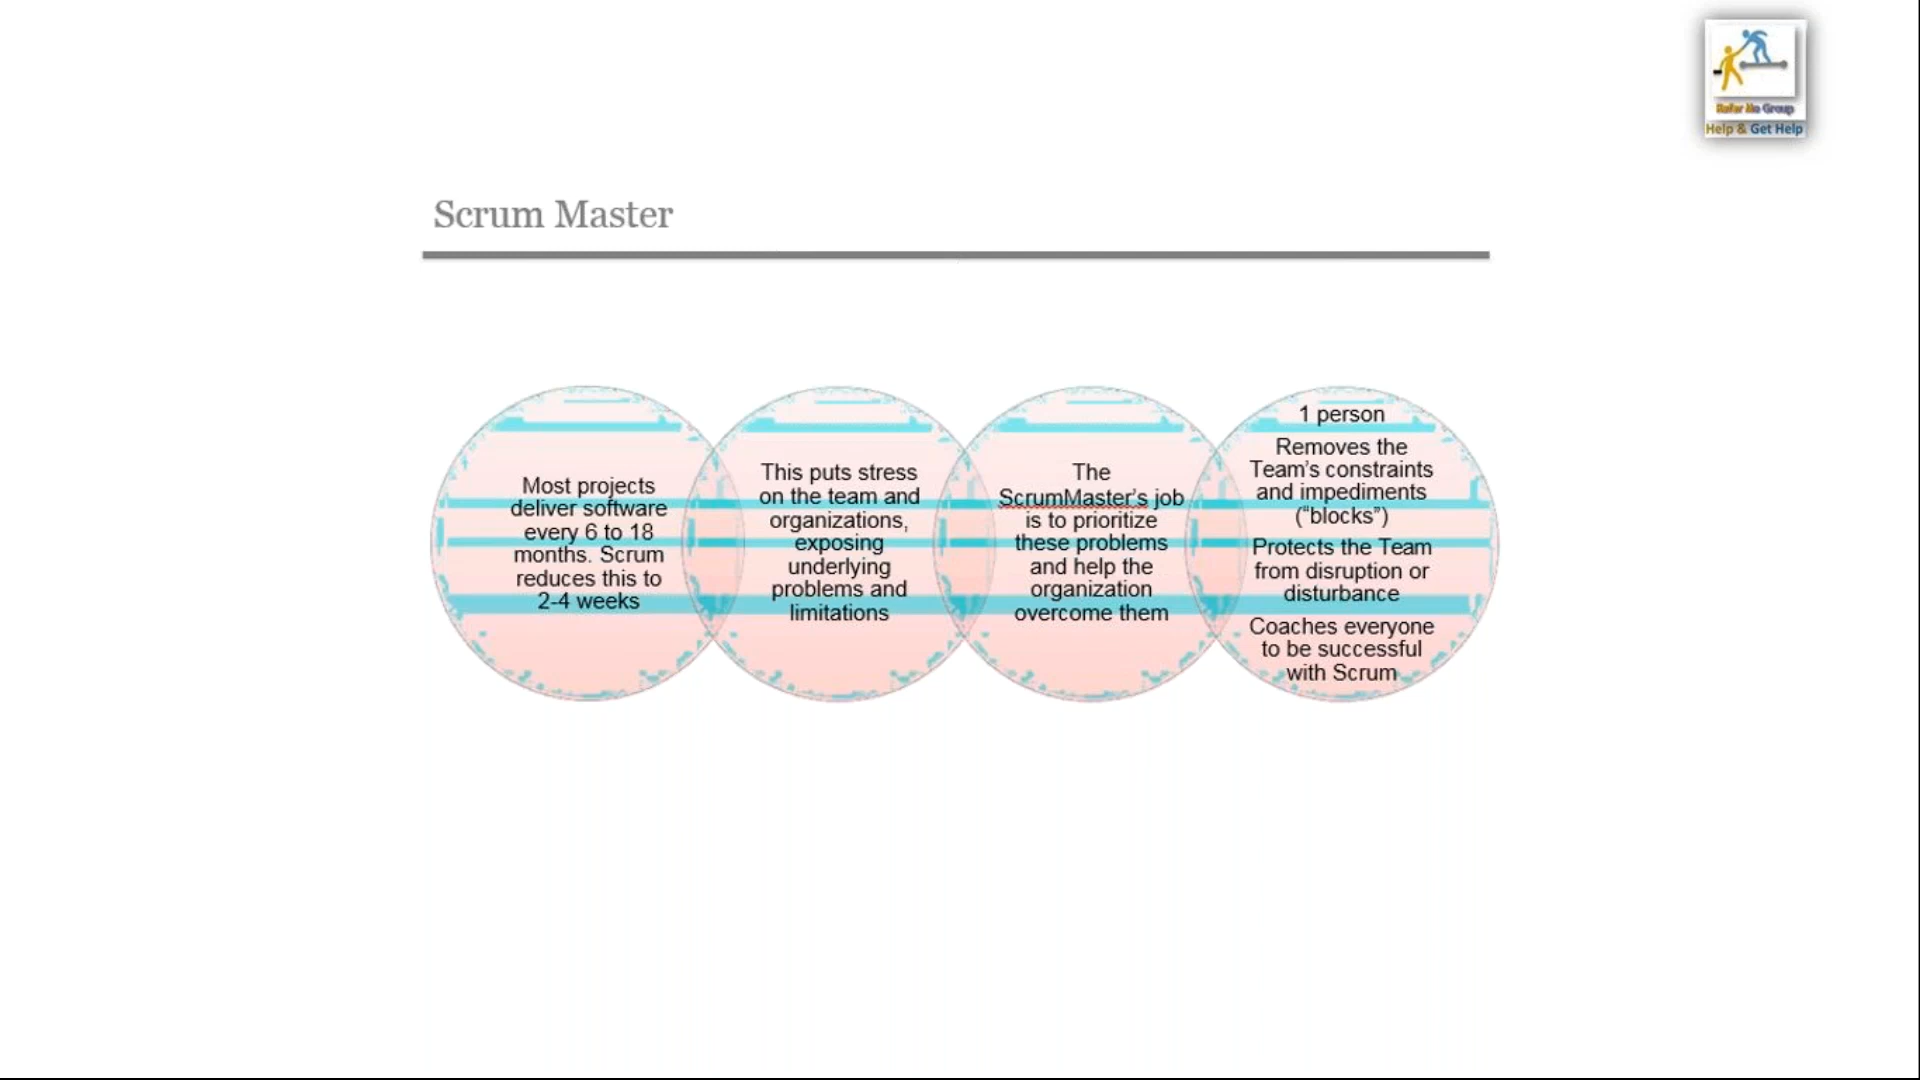 Refer Me Group
Help & Get Help
Scrum Master
Most projects
deliver software
every 6 to 18
months. Scrum
reduces this to
2-4 weeks
This puts stress
on the team and
organizations,
exposing
underlying
problems and
limitations
The
ScrumMaster’s job
is to prioritize
these problems
and help the
organization
overcome them
1 person
Removes the
Team’s constraints
and impediments
(“blocks”)
Protects the Team
from disruption or
disturbance
Coaches everyone
to be successful
with Scrum